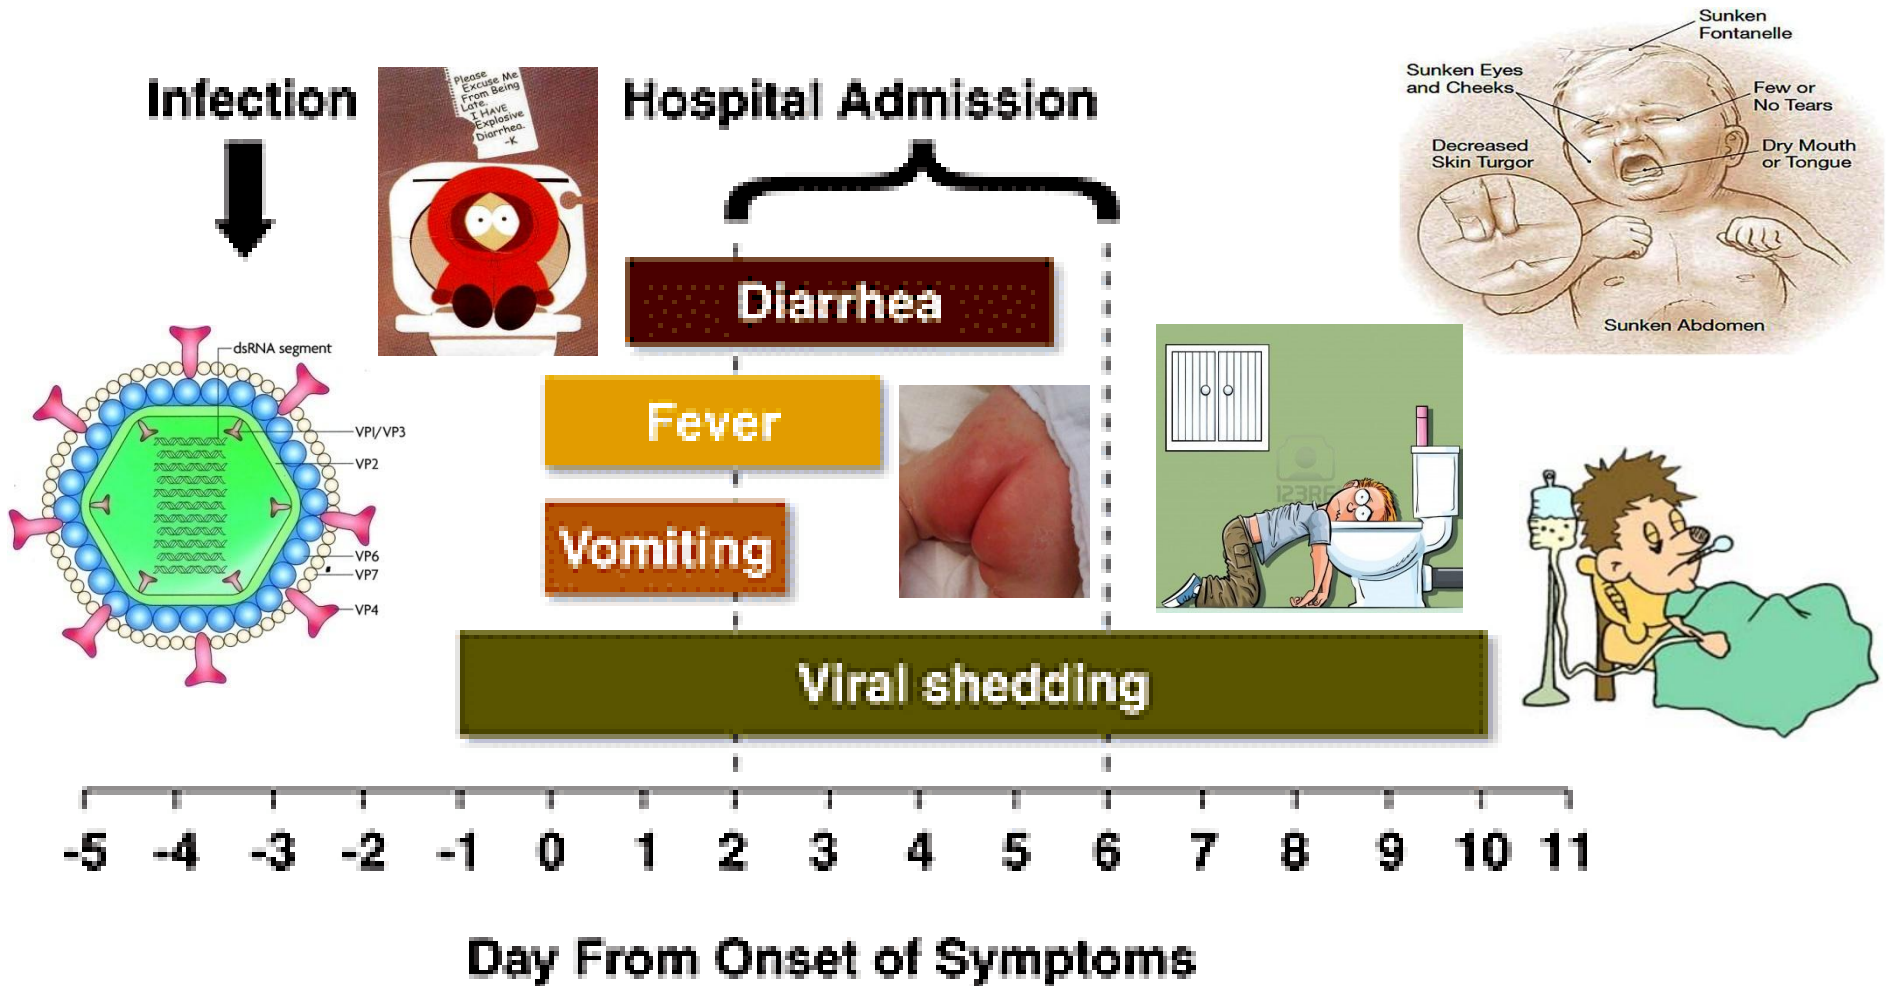 Infection
Please
Excuse Me
From Being
Late.
I HAVE
Explosive
Diarrhea.
-K
Hospital Admission
Sunken
Fontanelle
Sunken Eyes
and Cheeks
Few or
No Tears
Decreased
Skin Turgor
Dry Mouth
or Tongue
Sunken Abdomen
Diarrhea
dsRNA segment
VP1/VP3
VP2
VP6
VP7
VP4
Fever
Vomiting
123RF
Viral shedding
-5 -4 -3 -2 -1 0 1 2 3 4 5 6 7 8 9 10 11
Day From Onset of Symptoms